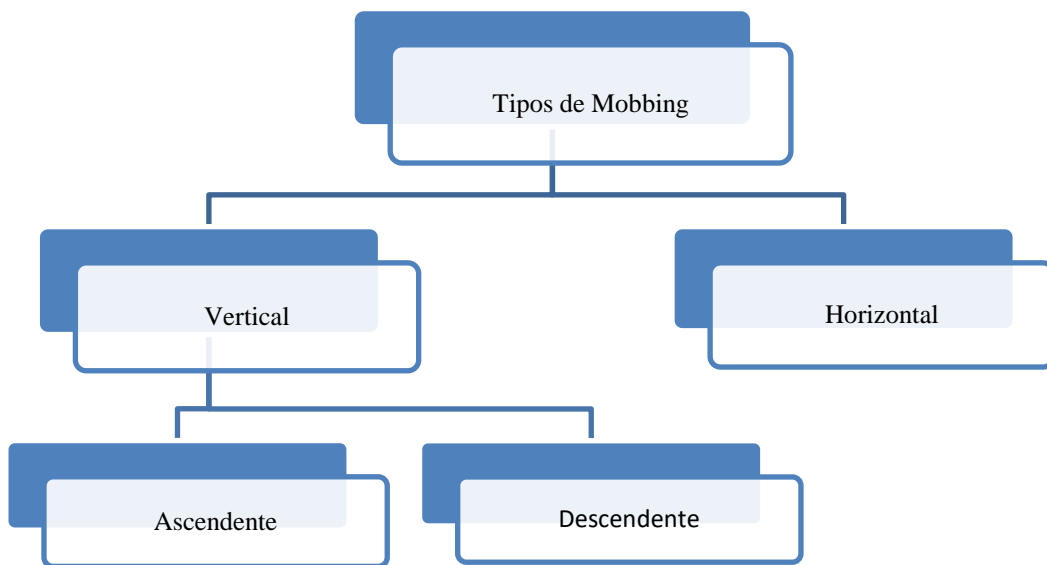 Tipos de Mobbing
Vertical
Horizontal
Ascendente
Descendente